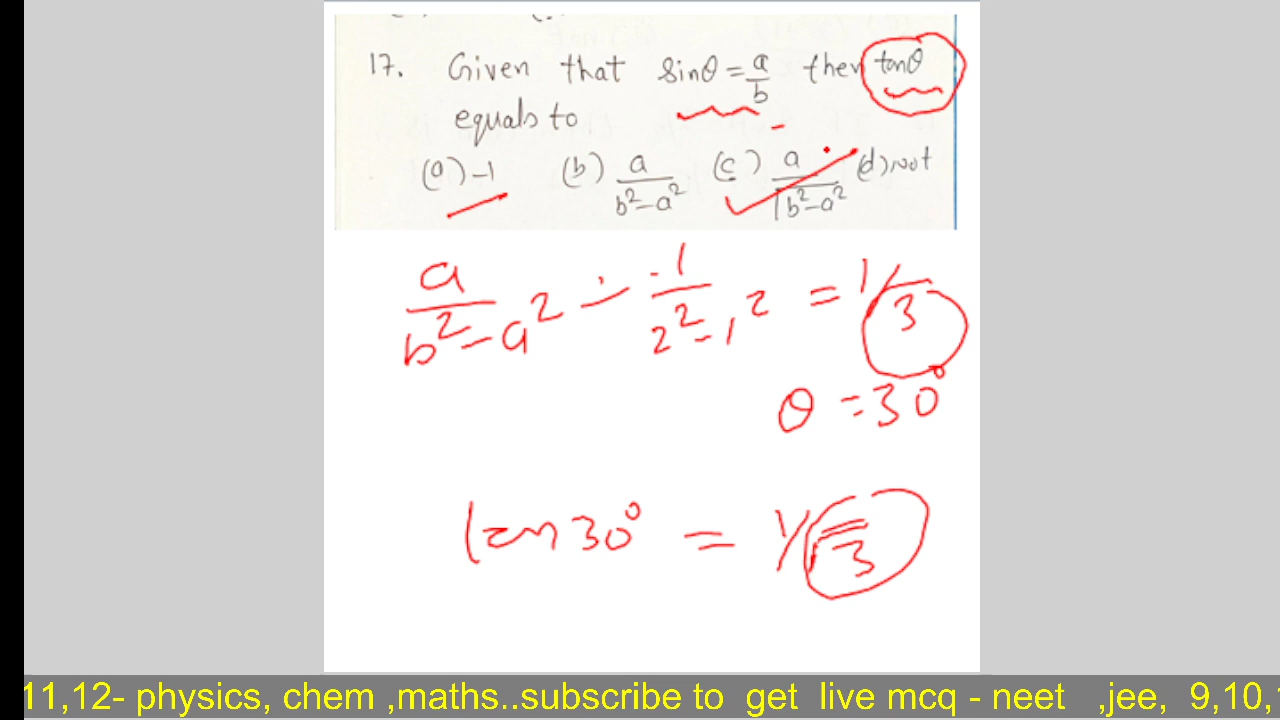 17. Given that sinθ = a/b then tanθ
equals to
(a) -1 (b) a/b²-a² (c) a/√b²-a² (d) not
a/b²-a² = 1/2²-1² = 1/3
θ = 30°
tan 30° = 1/√3
11,12- physics, chem ,maths..subscribe to get live mcq - neet ,jee, 9,10,